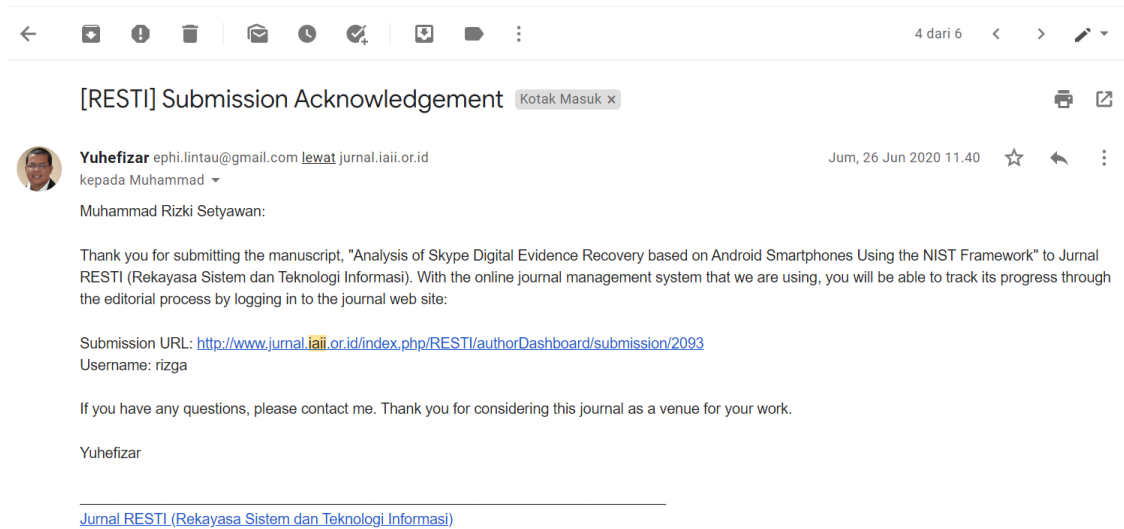 4 dari 6
[RESTI] Submission Acknowledgement Kotak Masuk ×
Yuhefizar ephi.lintau@gmail.com lewat jurnal.iaii.or.id Jum, 26 Jun 2020 11.40
kepada Muhammad
Muhammad Rizki Setyawan:
Thank you for submitting the manuscript, "Analysis of Skype Digital Evidence Recovery based on Android Smartphones Using the NIST Framework" to Jurnal
RESTI (Rekayasa Sistem dan Teknologi Informasi). With the online journal management system that we are using, you will be able to track its progress through
the editorial process by logging in to the journal web site:
Submission URL: http://www.jurnal.iaii.or.id/index.php/RESTI/authorDashboard/submission/2093
Username: rizga
If you have any questions, please contact me. Thank you for considering this journal as a venue for your work.
Yuhefizar
Jurnal RESTI (Rekayasa Sistem dan Teknologi Informasi)